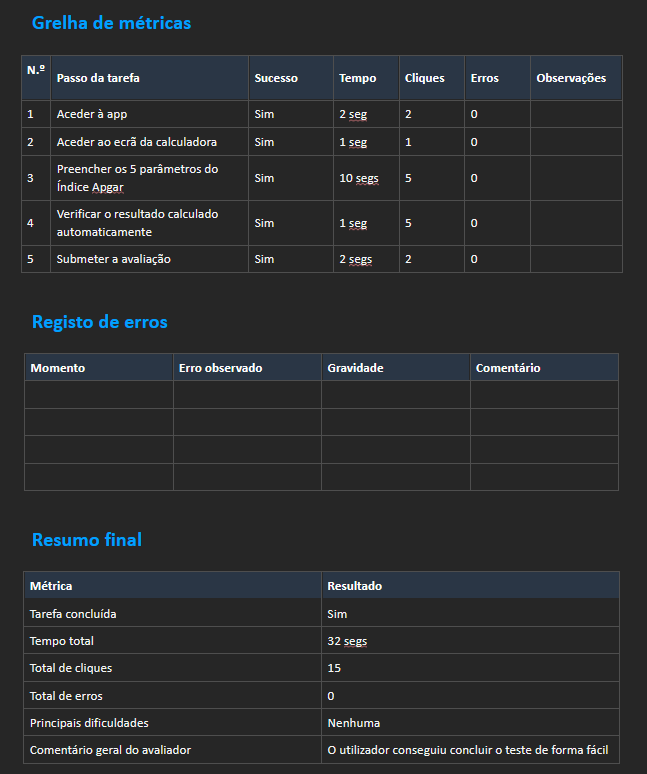 Grelha de métricas
N.º Passo da tarefa Sucesso Tempo Cliques Erros Observações
1 Aceder à app Sim 2 seg 2 0
2 Aceder ao ecrã da calculadora Sim 1 seg 1 0
3 Preencher os 5 parâmetros do Índice Apgar Sim 10 segs 5 0
4 Verificar o resultado calculado automaticamente Sim 1 seg 5 0
5 Submeter a avaliação Sim 2 segs 2 0
Registo de erros
Momento Erro observado Gravidade Comentário
Resumo final
Métrica Resultado
Tarefa concluída Sim
Tempo total 32 segs
Total de cliques 15
Total de erros 0
Principais dificuldades Nenhuma
Comentário geral do avaliador O utilizador conseguiu concluir o teste de forma fácil